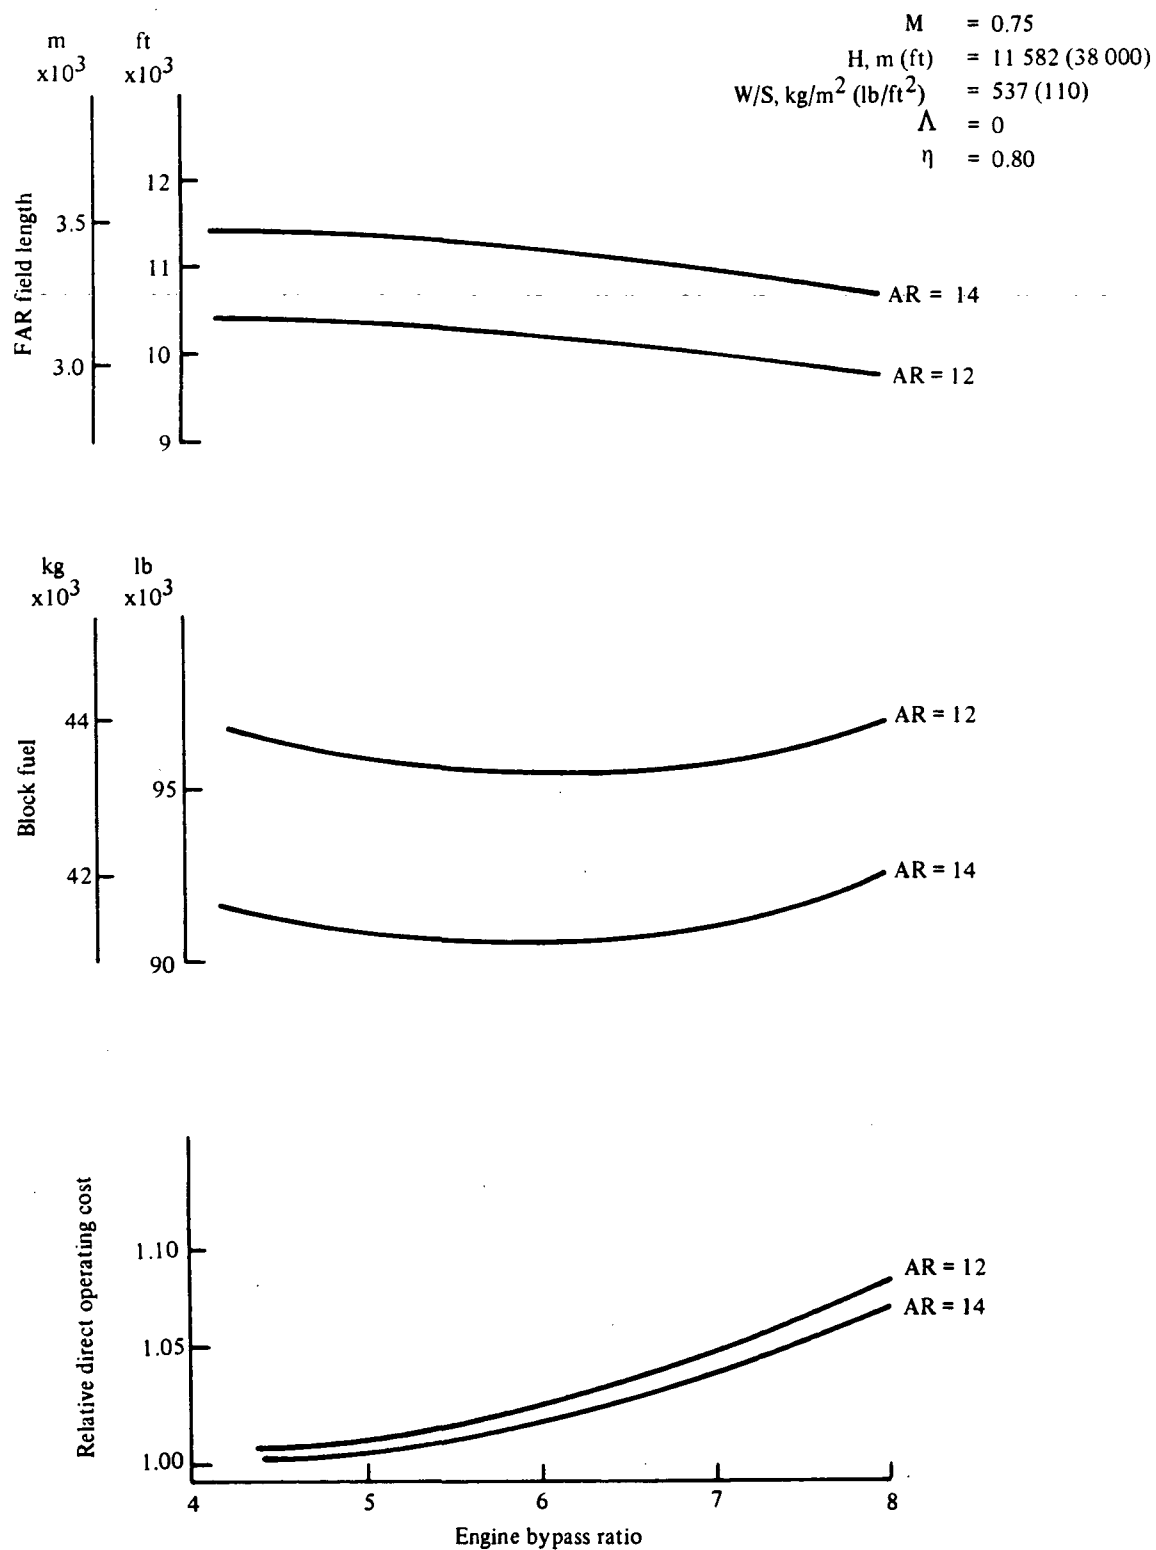 M = 0.75
H, m (ft) = 11 582 (38 000)
W/S, kg/m² (lb/ft²) = 537 (110)
Λ = 0
η = 0.80
m ft
x10³ x10³
12
3.5
11
AR = 14
FAR field length
10
3.0
AR = 12
9
kg lb
x10³ x10³
44
AR = 12
95
Block fuel
42
AR = 14
90
1.10
AR = 12
AR = 14
1.05
Relative direct operating cost
1.00
4 5 6 7 8
Engine bypass ratio